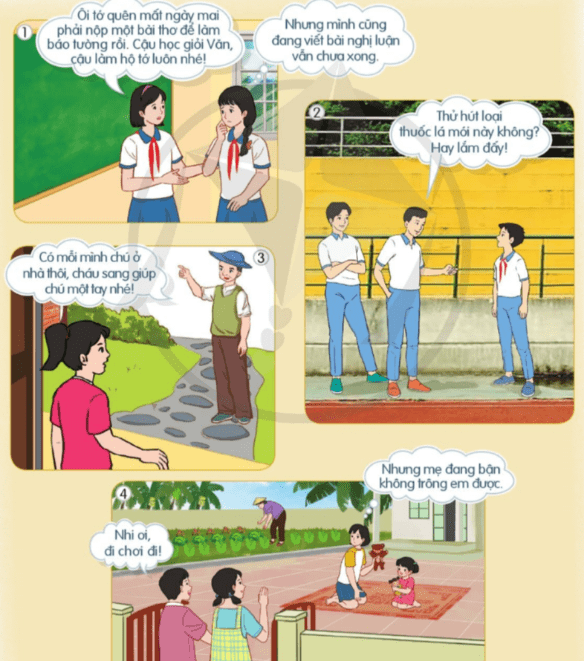 1
Ôi tớ quên mất ngày mai
phải nộp một bài thơ để làm
báo tường rồi. Cậu học giỏi Văn,
cậu làm hộ tớ luôn nhé!
Nhưng mình cũng
đang viết bài nghị luận
vẫn chưa xong.
2
Thử hút loại
thuốc lá mới này không?
Hay lắm đấy!
3
Có mỗi mình chú ở
nhà thôi, cháu sang giúp
chú một tay nhé!
4
Nhưng mẹ đang bận
không trông em được.
Nhi ơi,
đi chơi đi!